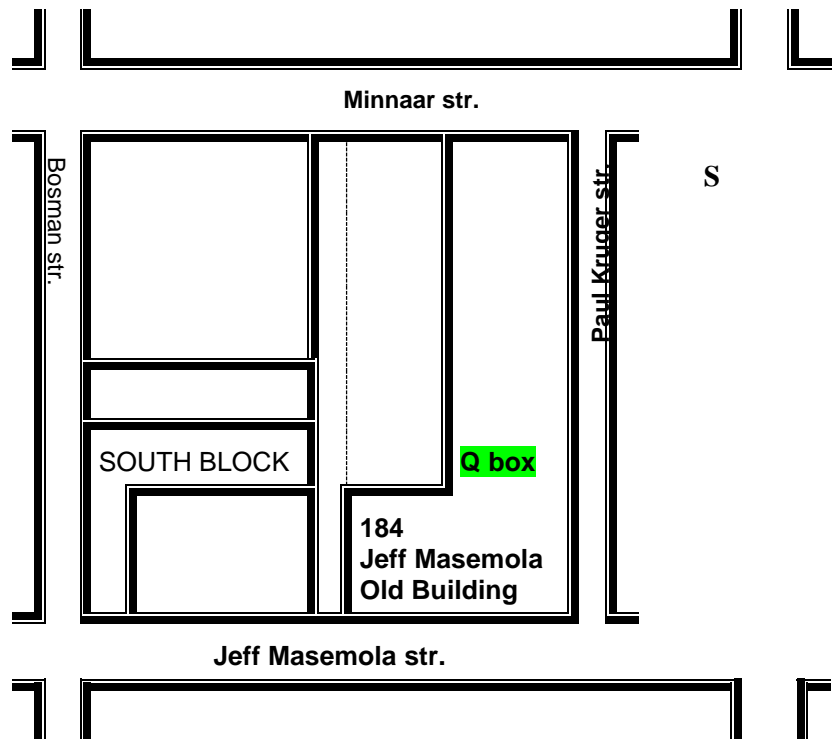 Minnaar str.
Bosman str.
Paul Kruger str.
S
SOUTH BLOCK
Q box
184
Jeff Masemola
Old Building
Jeff Masemola str.